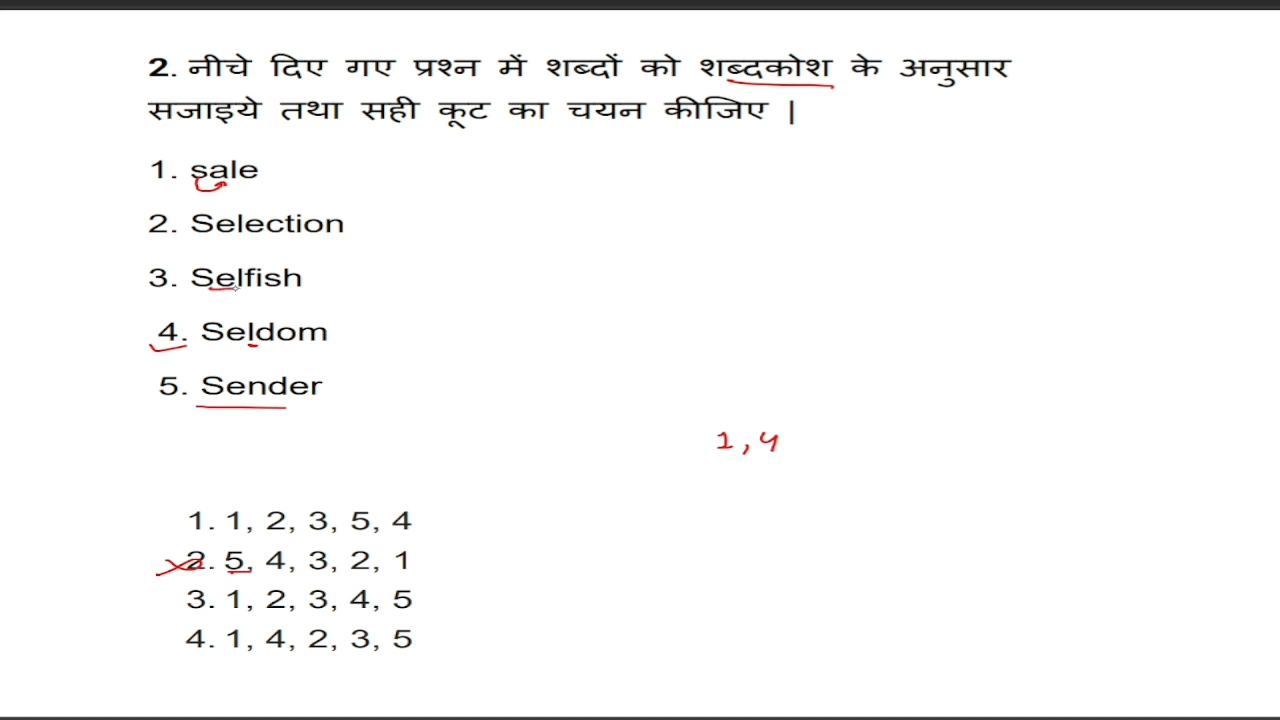 2. नीचे दिए गए प्रश्न में शब्दों को शब्दकोश के अनुसार
सजाइये तथा सही कूट का चयन कीजिए |
1. sale
2. Selection
3. Selfish
4. Seldom
5. Sender
1, 4
1. 1, 2, 3, 5, 4
2. 5, 4, 3, 2, 1
3. 1, 2, 3, 4, 5
4. 1, 4, 2, 3, 5